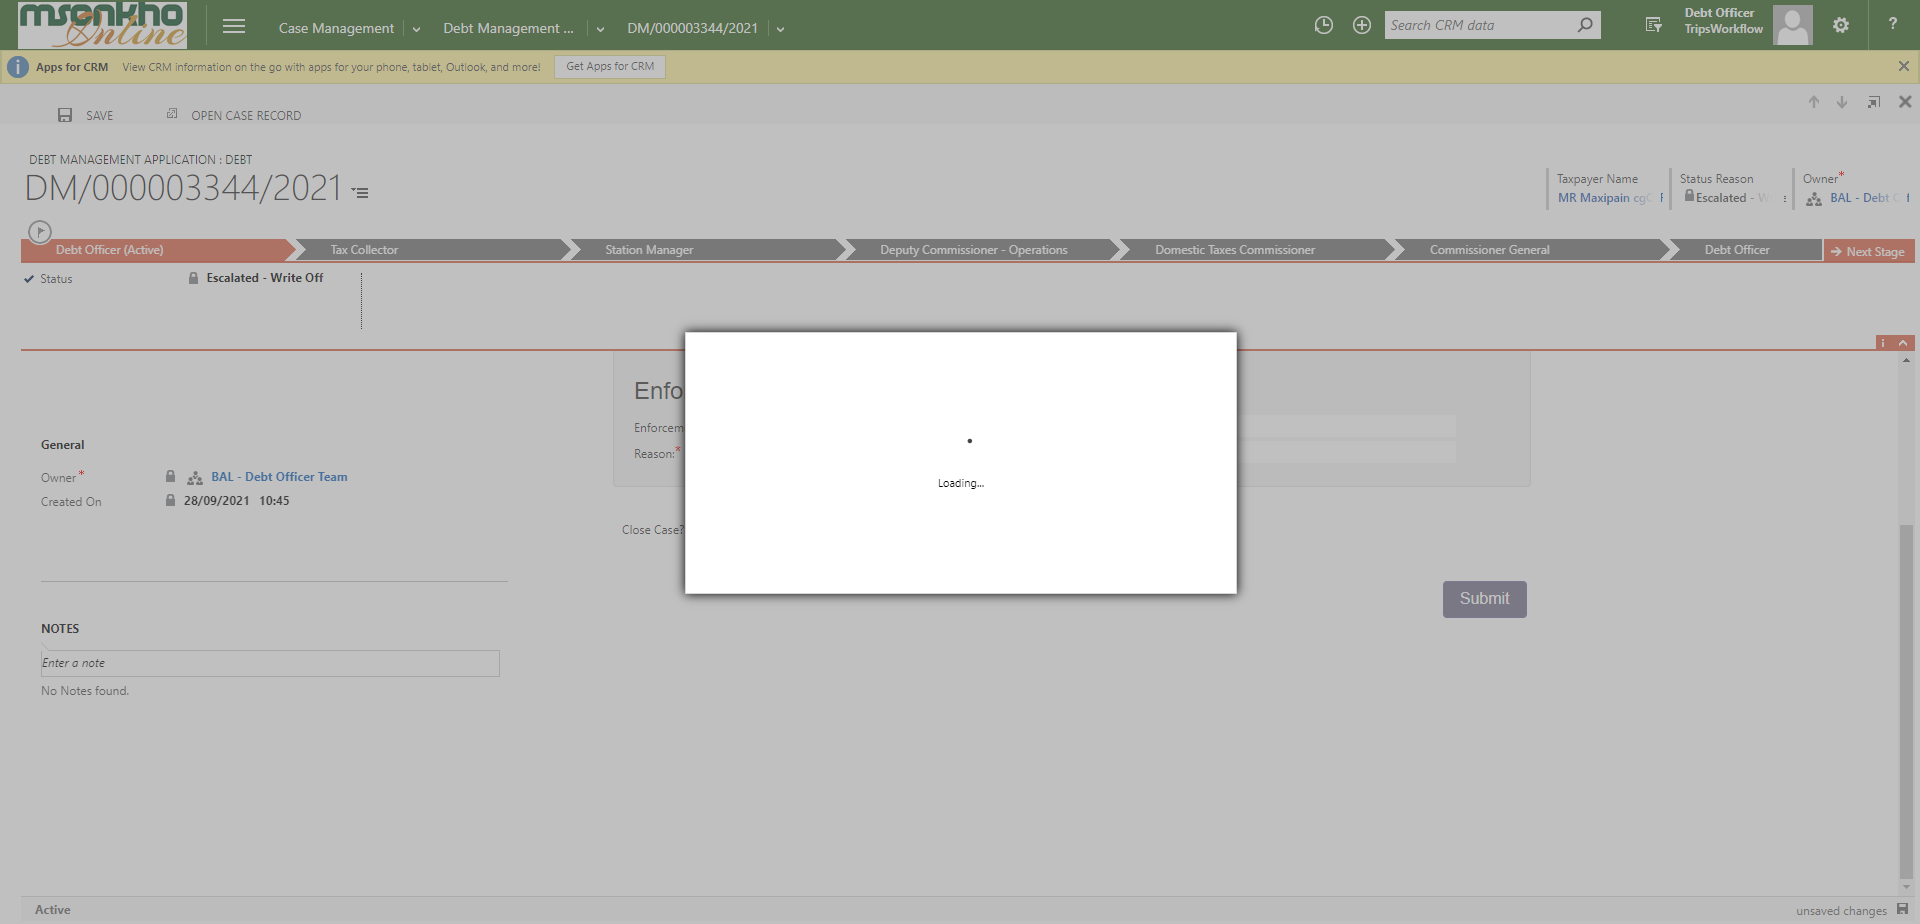 msonkho
Online
Case Management
Debt Management ...
DM/000003344/2021
Search CRM data
Debt Officer
TripsWorkflow
?
Apps for CRM
View CRM information on the go with apps for your phone, tablet, Outlook, and more!
Get Apps for CRM
SAVE
OPEN CASE RECORD
DEBT MANAGEMENT APPLICATION : DEBT
DM/000003344/2021
Taxpayer Name
MR Maxipain cg
Status Reason
Escalated - W
Owner*
BAL - Debt
Debt Officer (Active)
Tax Collector
Station Manager
Deputy Commissioner - Operations
Domestic Taxes Commissioner
Commissioner General
Debt Officer
Next Stage
Status
Escalated - Write Off
Enfo
Enforcem
Reason:*
General
Owner*
BAL - Debt Officer Team
Created On
28/09/2021 10:45
Loading...
Close Case?
Submit
NOTES
Enter a note
No Notes found.
Active
unsaved changes